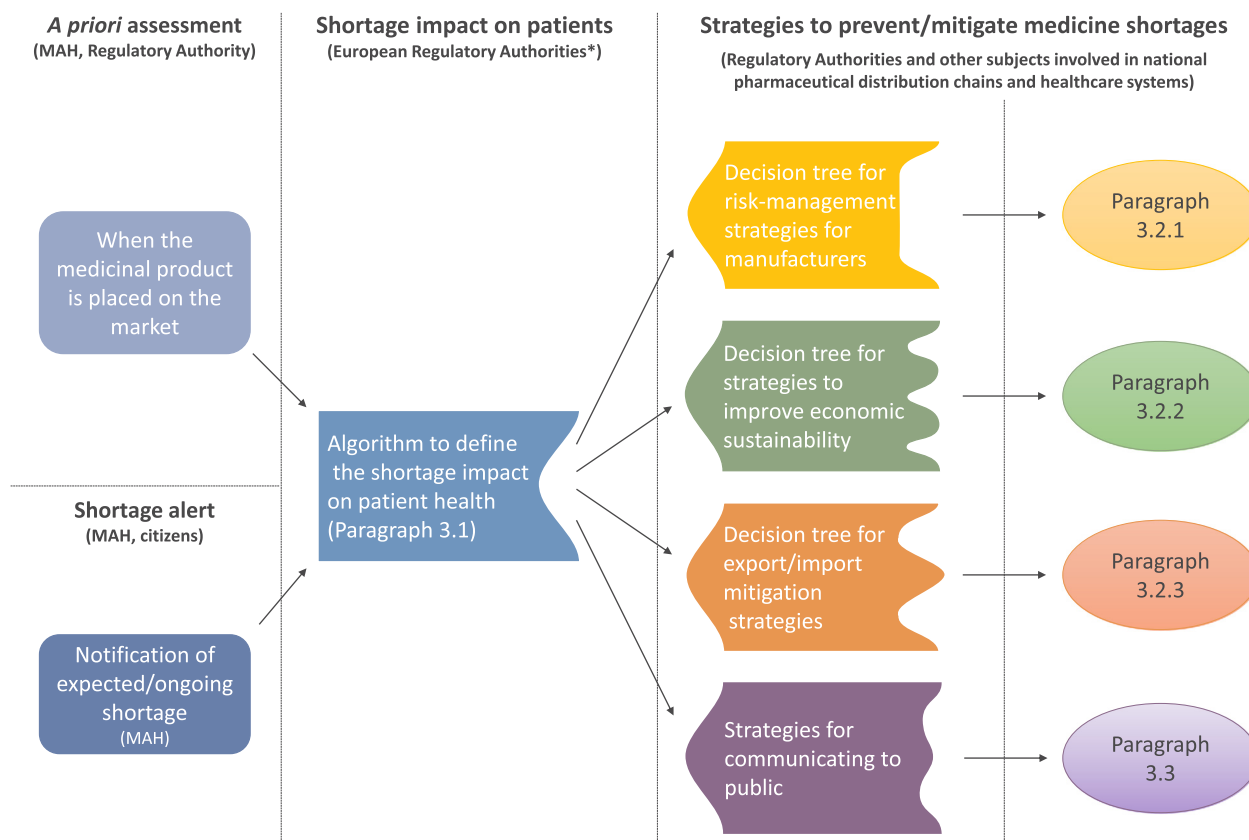 A priori assessment
(MAH, Regulatory Authority)
Shortage impact on patients
(European Regulatory Authorities*)
Strategies to prevent/mitigate medicine shortages
(Regulatory Authorities and other subjects involved in national
pharmaceutical distribution chains and healthcare systems)
When the
medicinal product
is placed on the
market
Shortage alert
(MAH, citizens)
Notification of
expected/ongoing
shortage
(MAH)
Algorithm to define
the shortage impact
on patient health
(Paragraph 3.1)
Decision tree for
risk-management
strategies for
manufacturers
Paragraph
3.2.1
Decision tree for
strategies to
improve economic
sustainability
Paragraph
3.2.2
Decision tree for
export/import
mitigation
strategies
Paragraph
3.2.3
Strategies for
communicating to
public
Paragraph
3.3